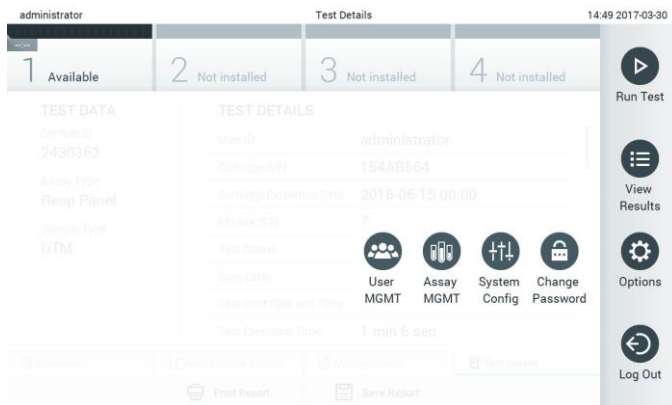 administrator Test Details 14:49 2017-03-30
--:--
1 Available 2 Not installed 3 Not installed 4 Not installed
Run Test
View Results
Options
Log Out
User MGMT
Assay MGMT
System Config
Change Password
TEST DATA
Sample ID
2430362
Assay Type
Resp Panel
Sample Type
UTM
TEST DETAILS
User ID administrator
Cartridge S/N 154AB564
Cartridge Expiration Date 2016-06-15 00:00
Module S/N 7
Test Status
Error Code
Test Start Date and Time
Test Execution Time 1 min 6 sec
Test Details
Print Report Save Report